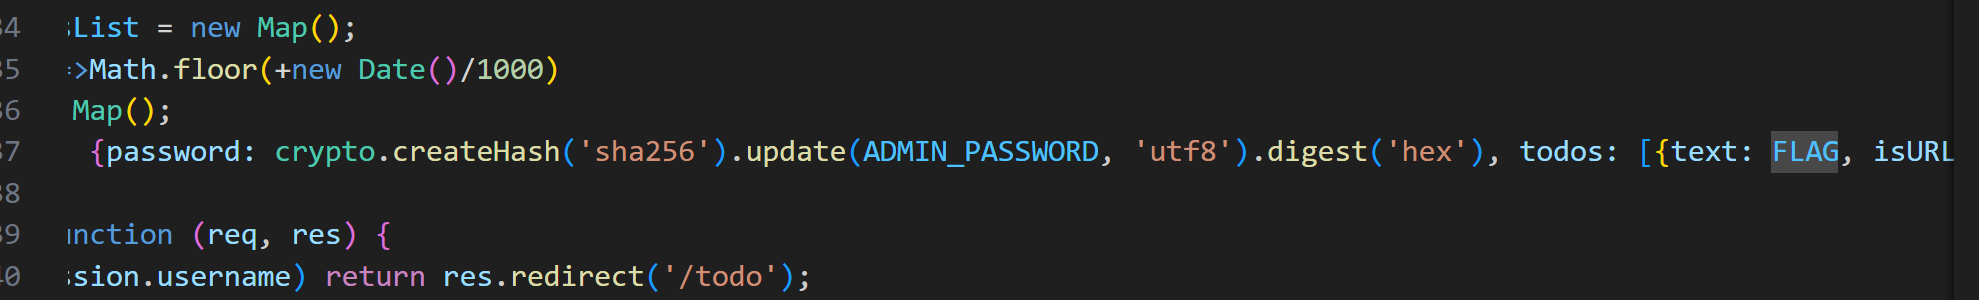 34 sList = new Map();
35 =>Math.floor(+new Date()/1000)
36 Map();
37 {password: crypto.createHash('sha256').update(ADMIN_PASSWORD, 'utf8').digest('hex'), todos: [{text: FLAG, isURL
38
39 unction (req, res) {
40 ssion.username) return res.redirect('/todo');